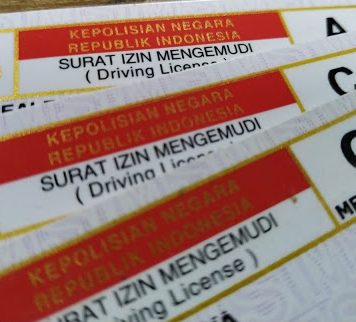 KEPOLISIAN NEGARA
REPUBLIK INDONESIA
SURAT IZIN MENGEMUDI
( Driving License )
A
KEPOLISIAN NEGARA
REPUBLIK INDONESIA
SURAT IZIN MENGEMUDI
( Driving
C
KEPOLISIAN NEGARA
REPUBLIK INDONESIA
SURAT IZIN MENGEMUDI
Driving License )